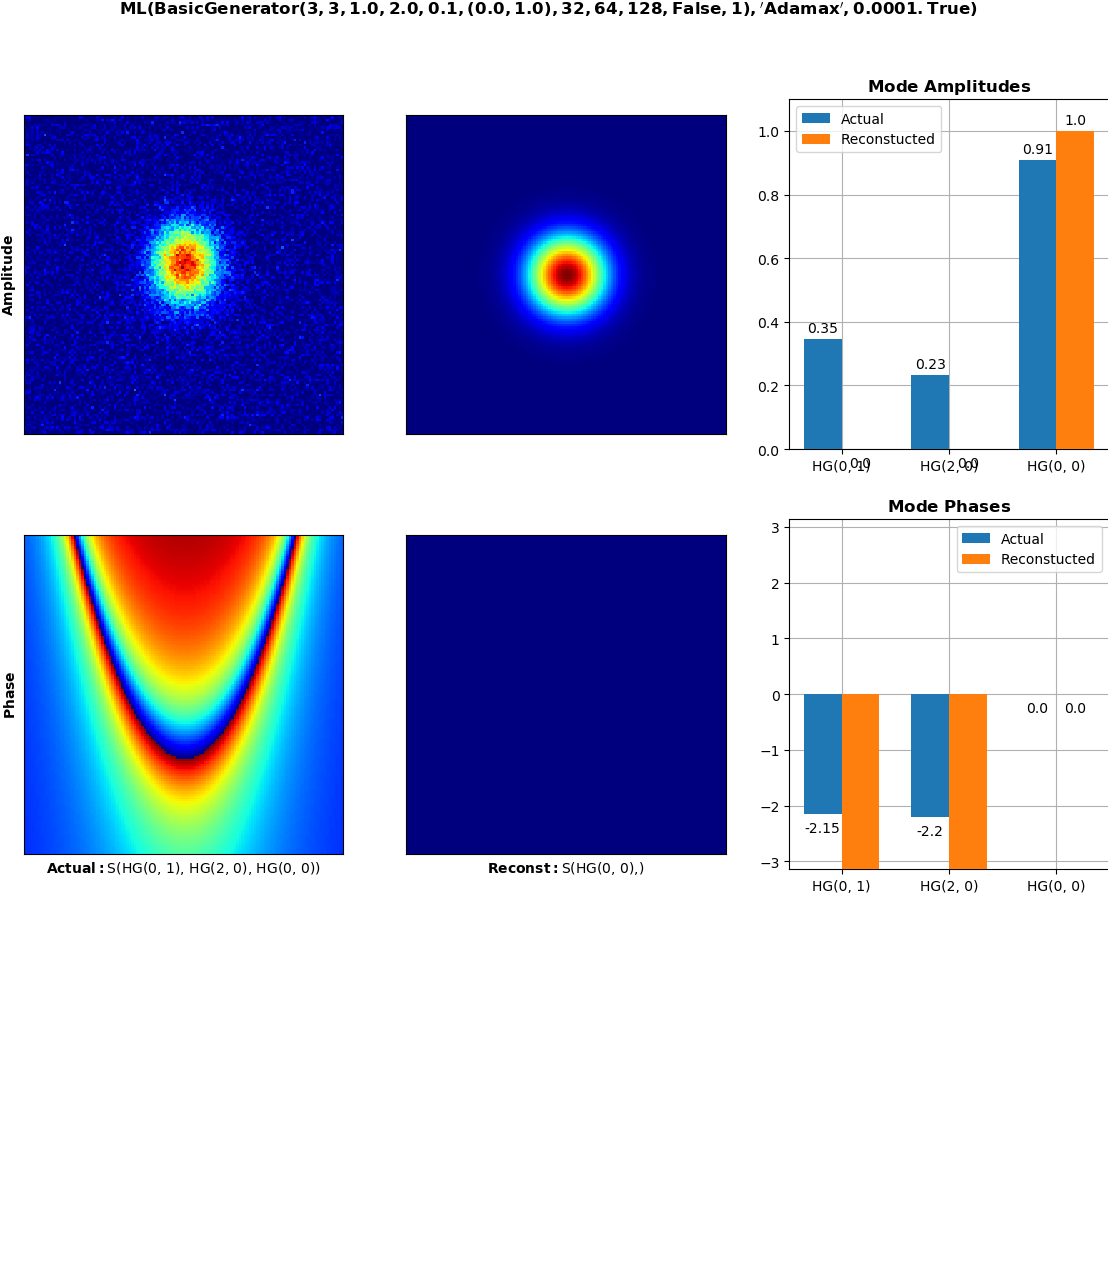 ML(BasicGenerator(3, 3, 1.0, 2.0, 0.1, (0.0, 1.0), 32, 64, 128, False, 1), ′Adamax′, 0.0001. True)
Amplitude
Mode Amplitudes
Actual
Reconstucted
1.0
0.8
0.6
0.4
0.2
0.0
0.35
0.23
0.91
1.0
0.0
0.0
HG(0, 1)
HG(2, 0)
HG(0, 0)
Phase
Actual: S(HG(0, 1), HG(2, 0), HG(0, 0))
Reconst: S(HG(0, 0),)
Mode Phases
Actual
Reconstucted
3
2
1
0
−1
−2
−3
-2.15
-2.2
0.0
0.0
HG(0, 1)
HG(2, 0)
HG(0, 0)